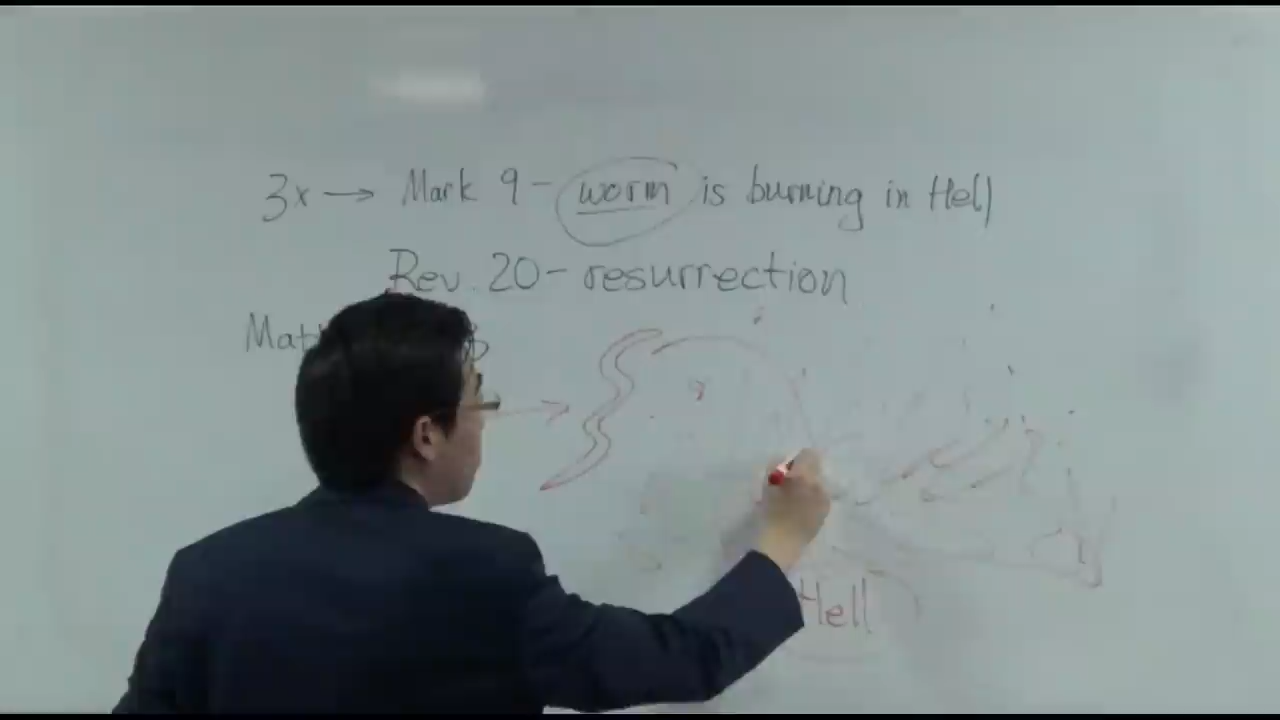 3x → Mark 9 - worm is burning in Hell
Rev. 20 - resurrection
Hell